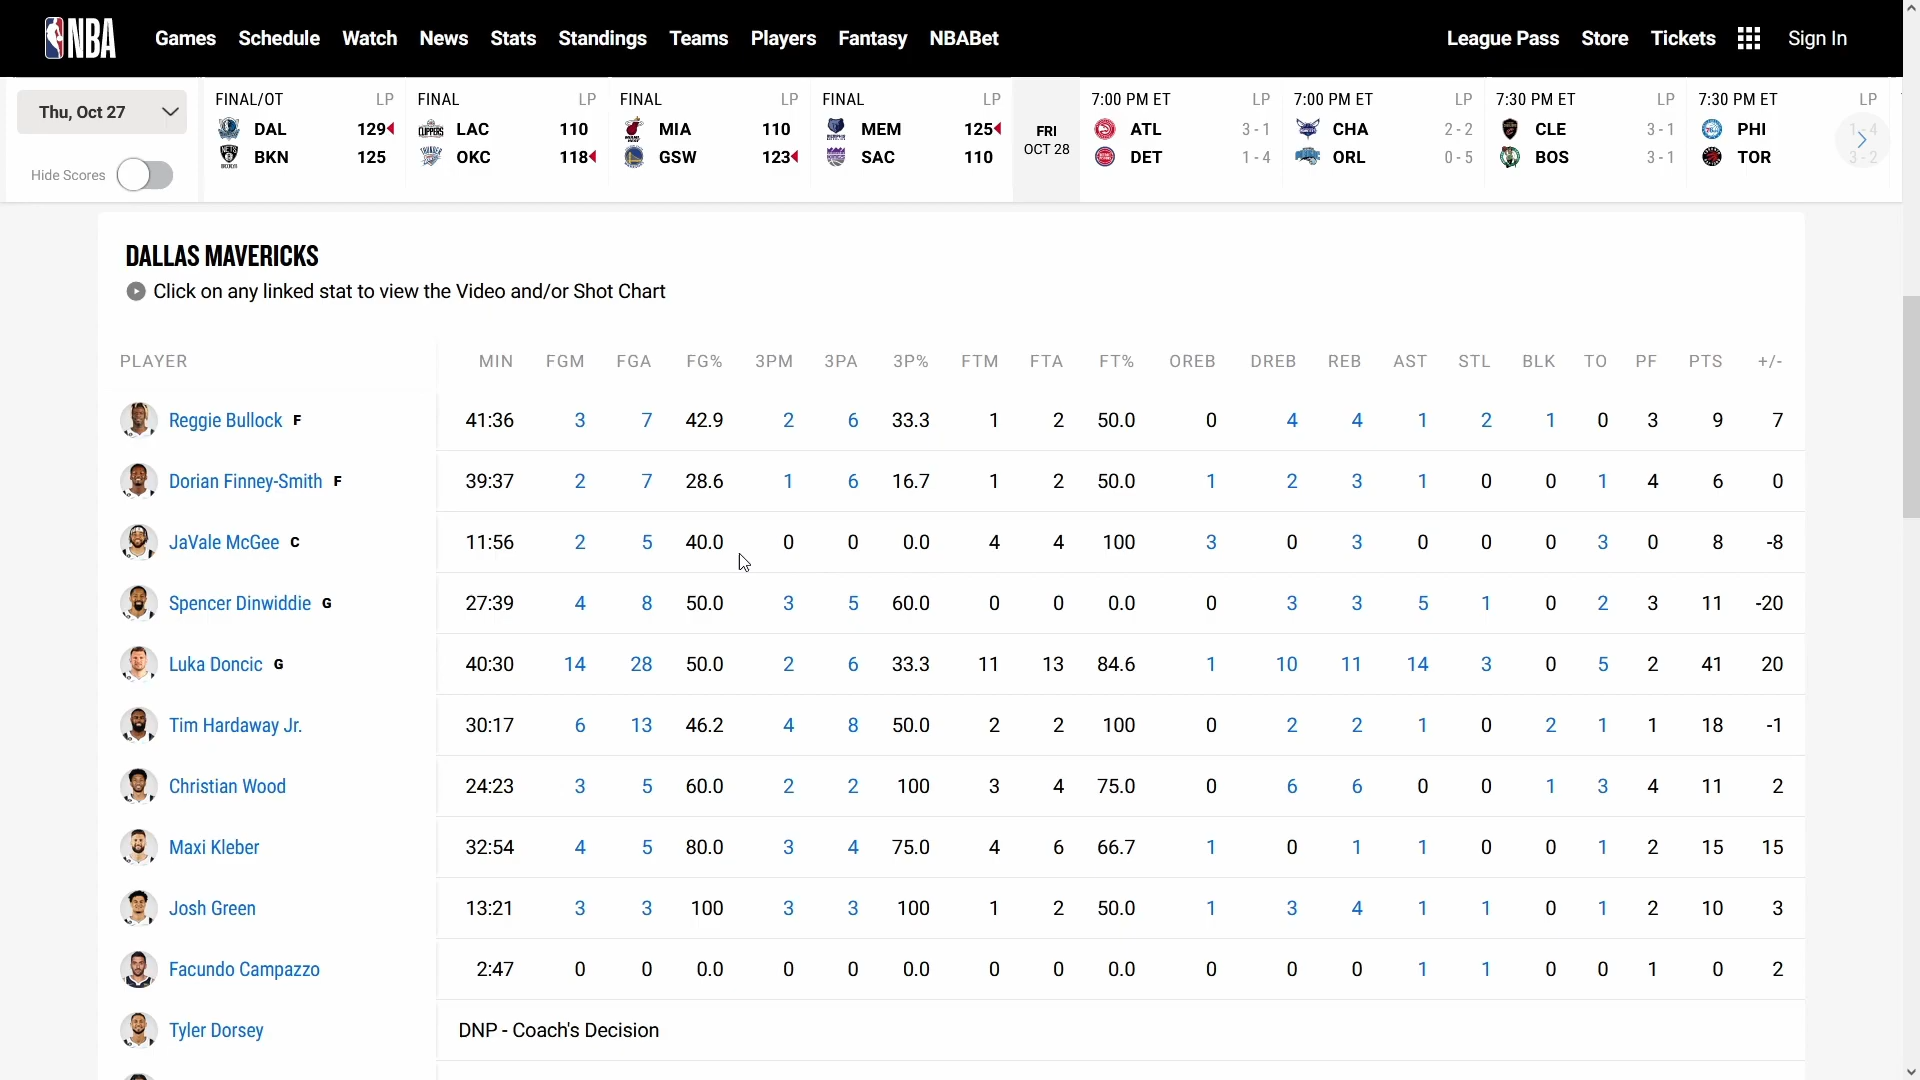 NBA Games Schedule Watch News Stats Standings Teams Players Fantasy NBABet League Pass Store Tickets Sign In
Thu, Oct 27
Hide Scores
FINAL/OT LP
DAL 129
BKN 125
FINAL LP
LAC 110
OKC 118
FINAL LP
MIA 110
GSW 123
FINAL LP
MEM 125
SAC 110
FRI
OCT 28
7:00 PM ET LP
ATL 3 - 1
DET 1 - 4
7:00 PM ET LP
CHA 2 - 2
ORL 0 - 5
7:30 PM ET LP
CLE 3 - 1
BOS 3 - 1
7:30 PM ET LP
PHI 1 - 4
TOR 3 - 2
DALLAS MAVERICKS
Click on any linked stat to view the Video and/or Shot Chart
PLAYER MIN FGM FGA FG% 3PM 3PA 3P% FTM FTA FT% OREB DREB REB AST STL BLK TO PF PTS +/-
Reggie Bullock F 41:36 3 7 42.9 2 6 33.3 1 2 50.0 0 4 4 1 2 1 0 3 9 7
Dorian Finney-Smith F 39:37 2 7 28.6 1 6 16.7 1 2 50.0 1 2 3 1 0 0 1 4 6 0
JaVale McGee C 11:56 2 5 40.0 0 0 0.0 4 4 100 3 0 3 0 0 0 3 0 8 -8
Spencer Dinwiddie G 27:39 4 8 50.0 3 5 60.0 0 0 0.0 0 3 3 5 1 0 2 3 11 -20
Luka Doncic G 40:30 14 28 50.0 2 6 33.3 11 13 84.6 1 10 11 14 3 0 5 2 41 20
Tim Hardaway Jr. 30:17 6 13 46.2 4 8 50.0 2 2 100 0 2 2 1 0 2 1 1 18 -1
Christian Wood 24:23 3 5 60.0 2 2 100 3 4 75.0 0 6 6 0 0 1 3 4 11 2
Maxi Kleber 32:54 4 5 80.0 3 4 75.0 4 6 66.7 1 0 1 1 0 0 1 2 15 15
Josh Green 13:21 3 3 100 3 3 100 1 2 50.0 1 3 4 1 1 0 1 2 10 3
Facundo Campazzo 2:47 0 0 0.0 0 0 0.0 0 0 0.0 0 0 0 1 1 0 0 1 0 2
Tyler Dorsey DNP - Coach's Decision